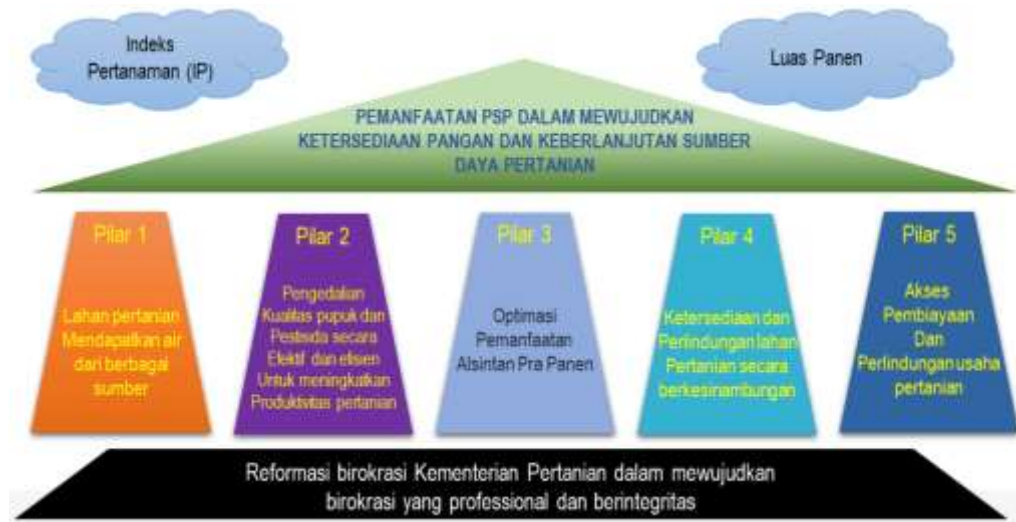 Indeks
Pertanaman (IP)
Luas Panen
PEMANFAATAN PSP DALAM MEWUJUDKAN
KETERSEDIAAN PANGAN DAN KEBERLANJUTAN SUMBER
DAYA PERTANIAN
Pilar 1
Lahan pertanian
Mendapatkan air
dari berbagai
sumber
Pilar 2
Pengedalian
Kualitas pupuk dan
Pestisida secara
Efektif dan efisien
Untuk meningkatkan
Produktivitas pertanian
Pilar 3
Optimasi
Pemanfaatan
Alsintan Pra Panen
Pilar 4
Ketersediaan dan
Perlindungan lahan
Pertanian secara
berkesinambungan
Pilar 5
Akses
Pembiayaan
Dan
Perlindungan usaha
pertanian
Reformasi birokrasi Kementerian Pertanian dalam mewujudkan
birokrasi yang professional dan berintegritas